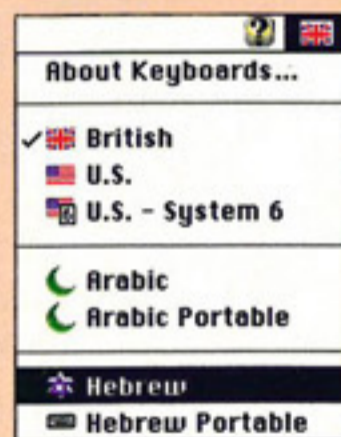 About Keyboards...
British
U.S.
U.S. - System 6
Arabic
Arabic Portable
Hebrew
Hebrew Portable